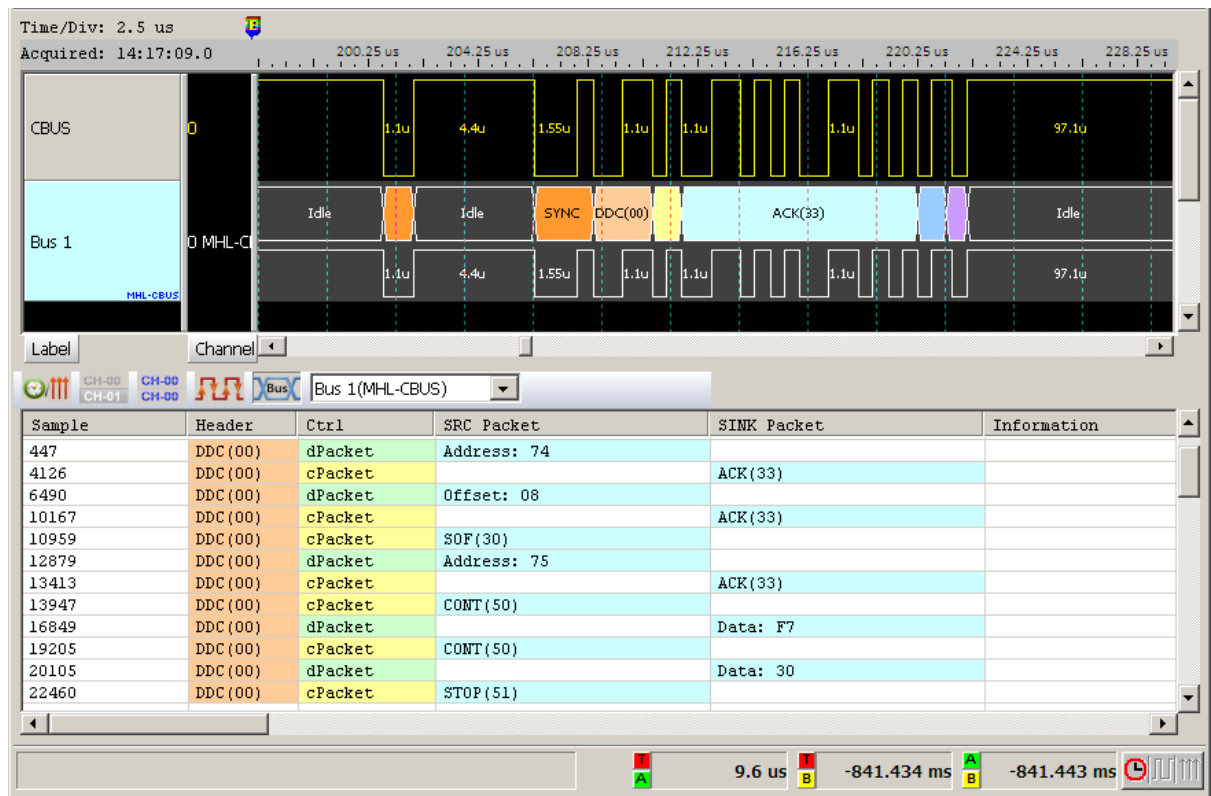 Time/Div: 2.5 us
Acquired: 14:17:09.0 200.25 us 204.25 us 208.25 us 212.25 us 216.25 us 220.25 us 224.25 us 228.25 us
CBUS 0 1.1u 4.4u 1.55u 1.1u 1.1u 1.1u 97.1u
Idle Idle SYNC DDC(00) ACK(33) Idle
Bus 1 0 MHL-C
1.1u 4.4u 1.55u 1.1u 1.1u 1.1u 97.1u
MHL-CBUS
Label Channel
CH-00 CH-00
CH-01 CH-00
Bus Bus 1(MHL-CBUS)
Sample Header Ctrl SRC Packet SINK Packet Information
447 DDC(00) dPacket Address: 74
4126 DDC(00) cPacket ACK(33)
6490 DDC(00) dPacket Offset: 08
10167 DDC(00) cPacket ACK(33)
10959 DDC(00) cPacket SOF(30)
12879 DDC(00) dPacket Address: 75
13413 DDC(00) cPacket ACK(33)
13947 DDC(00) cPacket CONT(50)
16849 DDC(00) dPacket Data: F7
19205 DDC(00) cPacket CONT(50)
20105 DDC(00) dPacket Data: 30
22460 DDC(00) cPacket STOP(51)
T A 9.6 us T B -841.434 ms A B -841.443 ms